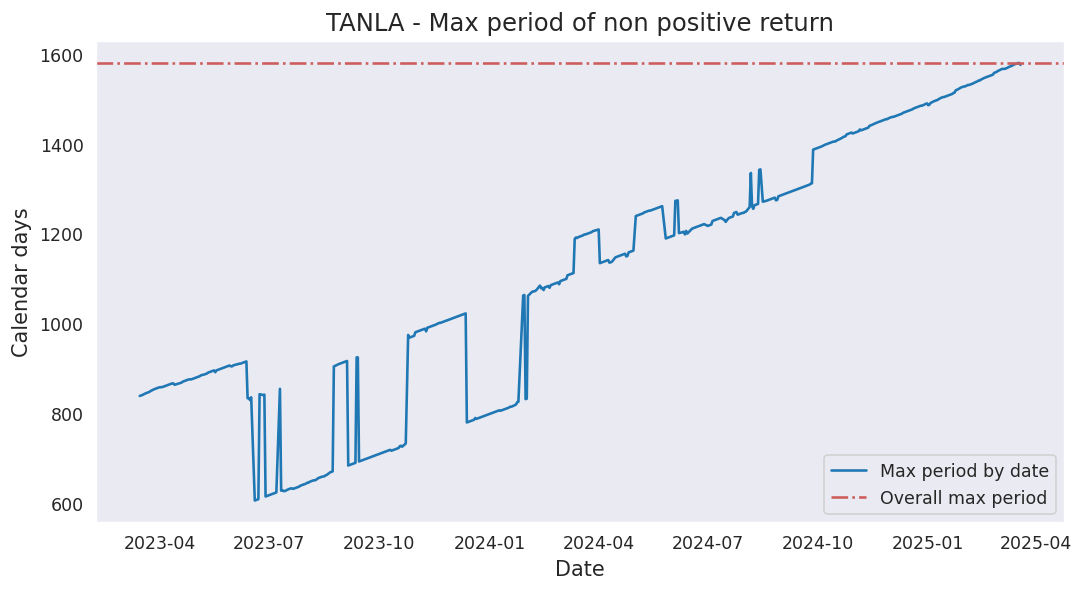 TANLA - Max period of non positive return
1600
1400
1200
1000
800
600
Calendar days
2023-04 2023-07 2023-10 2024-01 2024-04 2024-07 2024-10 2025-01 2025-04
Date
Max period by date
Overall max period